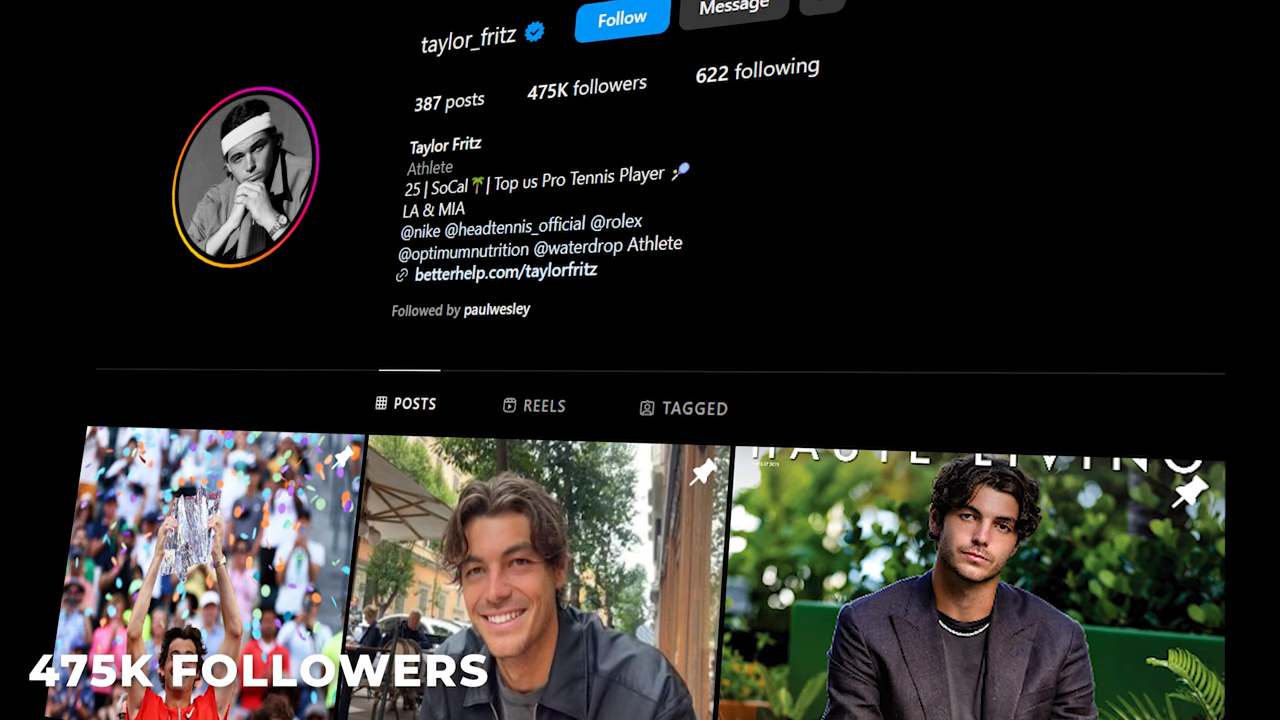 taylor_fritz
Follow
Message
387 posts
475K followers
622 following
Taylor Fritz
Athlete
25 | SoCal🌴| Top us Pro Tennis Player 🎾
LA & MIA
@nike @headtennis_official @rolex
@optimumnutrition @waterdrop Athlete
betterhelp.com/taylorfritz
Followed by paulwesley
POSTS
REELS
TAGGED
HAUTE LIVING
475K FOLLOWERS